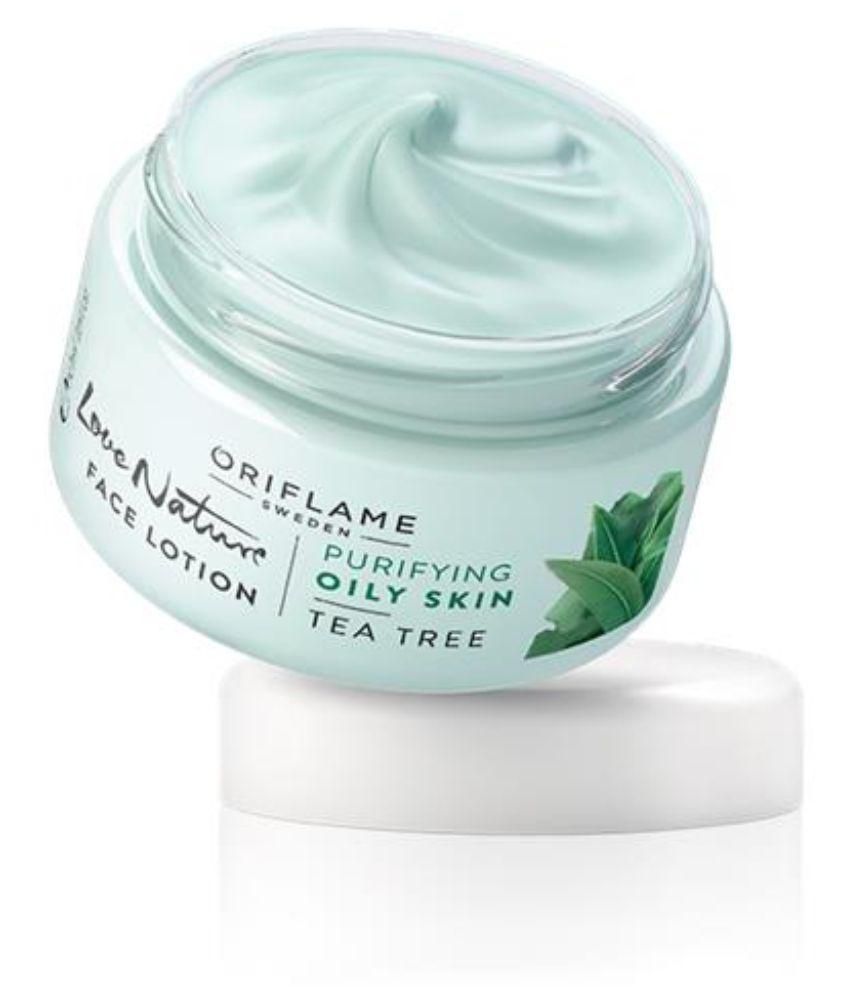 ORIFLAME
SWEDEN
Love Nature
FACE LOTION
PURIFYING
OILY SKIN
TEA TREE